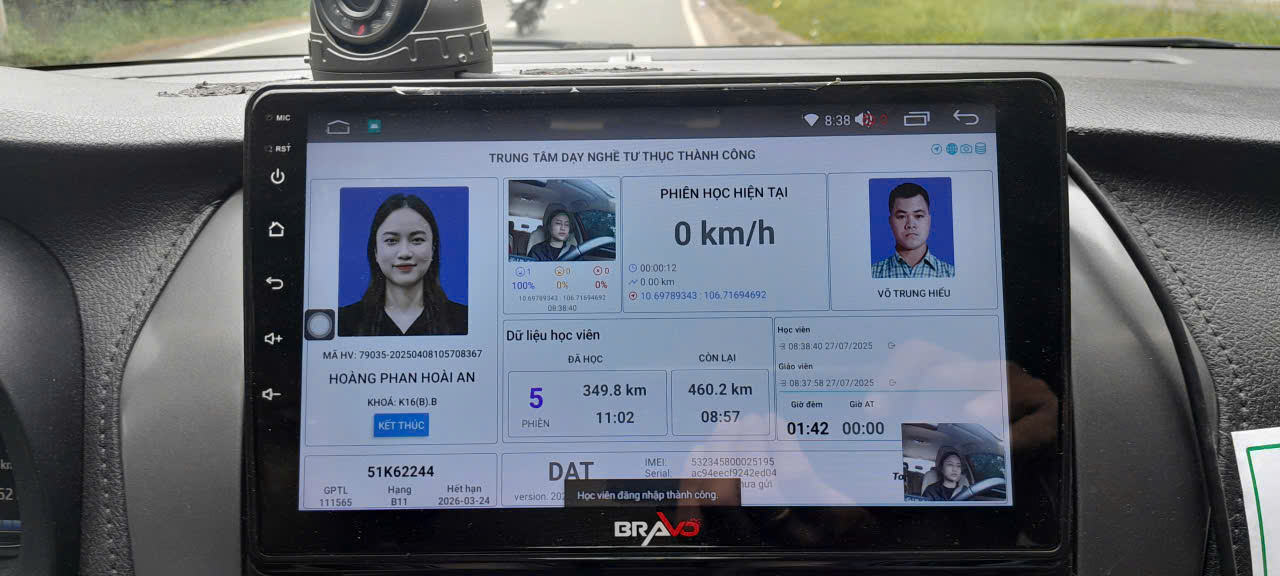 MIC
RST
8:38
TRUNG TÂM DẠY NGHỀ TƯ THỤC THÀNH CÔNG
MÃ HV: 79035-20250408105708367
HOÀNG PHAN HOÀI AN
KHOÁ: K16(B).B
KẾT THÚC
1 0 0
100% 0% 0%
10.69789343 : 106.71694692
08:38:40
PHIÊN HỌC HIỆN TẠI
0 km/h
00:00:12
0.00 km
10.69789343 : 106.71694692
VÕ TRUNG HIẾU
Dữ liệu học viên
ĐÃ HỌC
CÒN LẠI
5
PHIÊN
349.8 km
11:02
460.2 km
08:57
Học viên
08:38:40 27/07/2025
Giáo viên
08:37:58 27/07/2025
Giờ đêm Giờ AT
01:42 00:00
51K62244
GPTL Hạng Hết hạn
111565 B11 2026-03-24
DAT
version: 202
IMEI: 532345800025195
Serial: ac94eecf9242ed04
Học viên đăng nhập thành công.
BRAVO